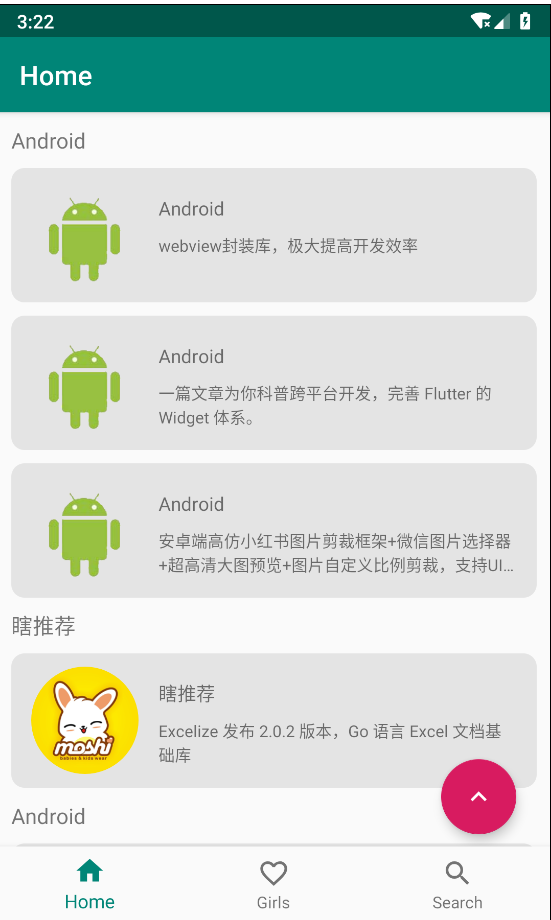 3:22
Home
Android
Android
webview封装库，极大提高开发效率
Android
一篇文章为你科普跨平台开发，完善 Flutter 的
Widget 体系。
Android
安卓端高仿小红书图片剪裁框架+微信图片选择器
+超高清大图预览+图片自定义比例剪裁，支持UI...
瞎推荐
moshi
babies & kids wear
瞎推荐
Excelize 发布 2.0.2 版本，Go 语言 Excel 文档基
础库
Android
Home
Girls
Search